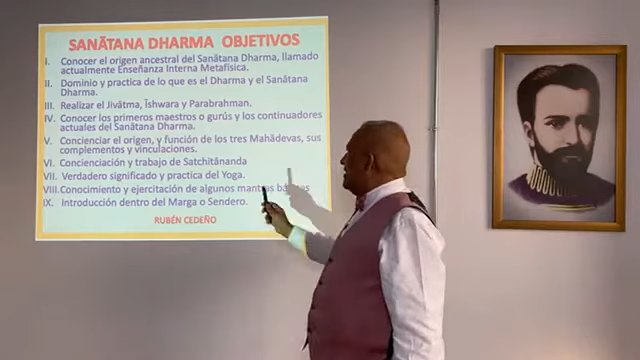 SANĀTANA DHARMA OBJETIVOS
I. Conocer el origen ancestral del Sanātana Dharma, llamado
actualmente Enseñanza Interna Metafísica.
II. Dominio y practica de lo que es el Dharma y el Sanātana
Dharma.
III. Realizar el Jivātma, Īshwara y Parabrahman.
IV. Conocer los primeros maestros o gurús y los continuadores
actuales del Sanātana Dharma.
V. Conciencia­r el origen, y función de los tres Mahādevas, sus
complementos y vinculaciones.
VI. Concienciación y trabajo de Satchitānanda
VII. Verdadero significado y practica del Yoga.
VIII. Conocimiento y ejercitación de algunos mantras
IX. Introducción dentro del Marga o Sendero.
RUBÉN CEDEÑO